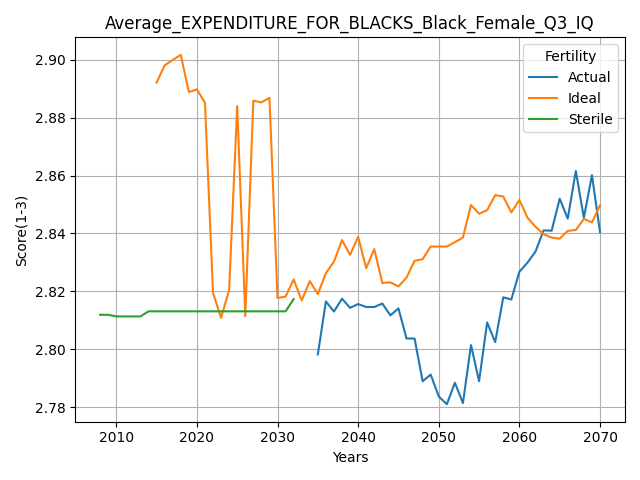 Average_EXPENDITURE_FOR_BLACKS_Black_Female_Q3_IQ
Fertility
Actual
Ideal
Sterile
Score(1-3)
2.90
2.88
2.86
2.84
2.82
2.80
2.78
2010 2020 2030 2040 2050 2060 2070
Years